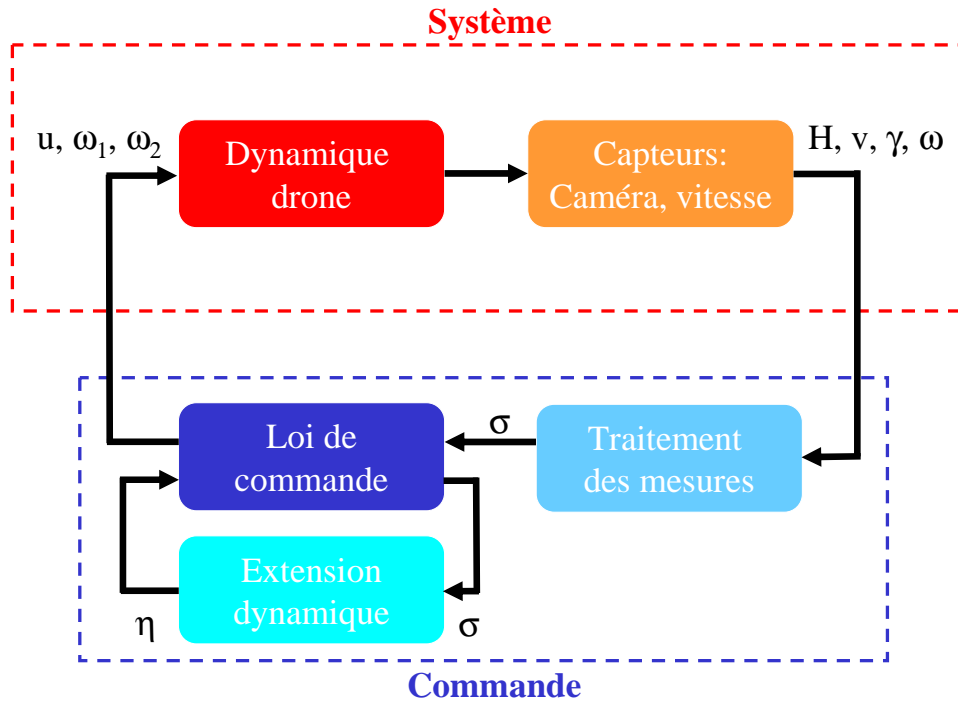 Système
u, ω₁, ω₂
Dynamique
drone
Capteurs:
Caméra, vitesse
H, v, γ, ω
Loi de
commande
σ
Traitement
des mesures
Extension
dynamique
η
σ
Commande